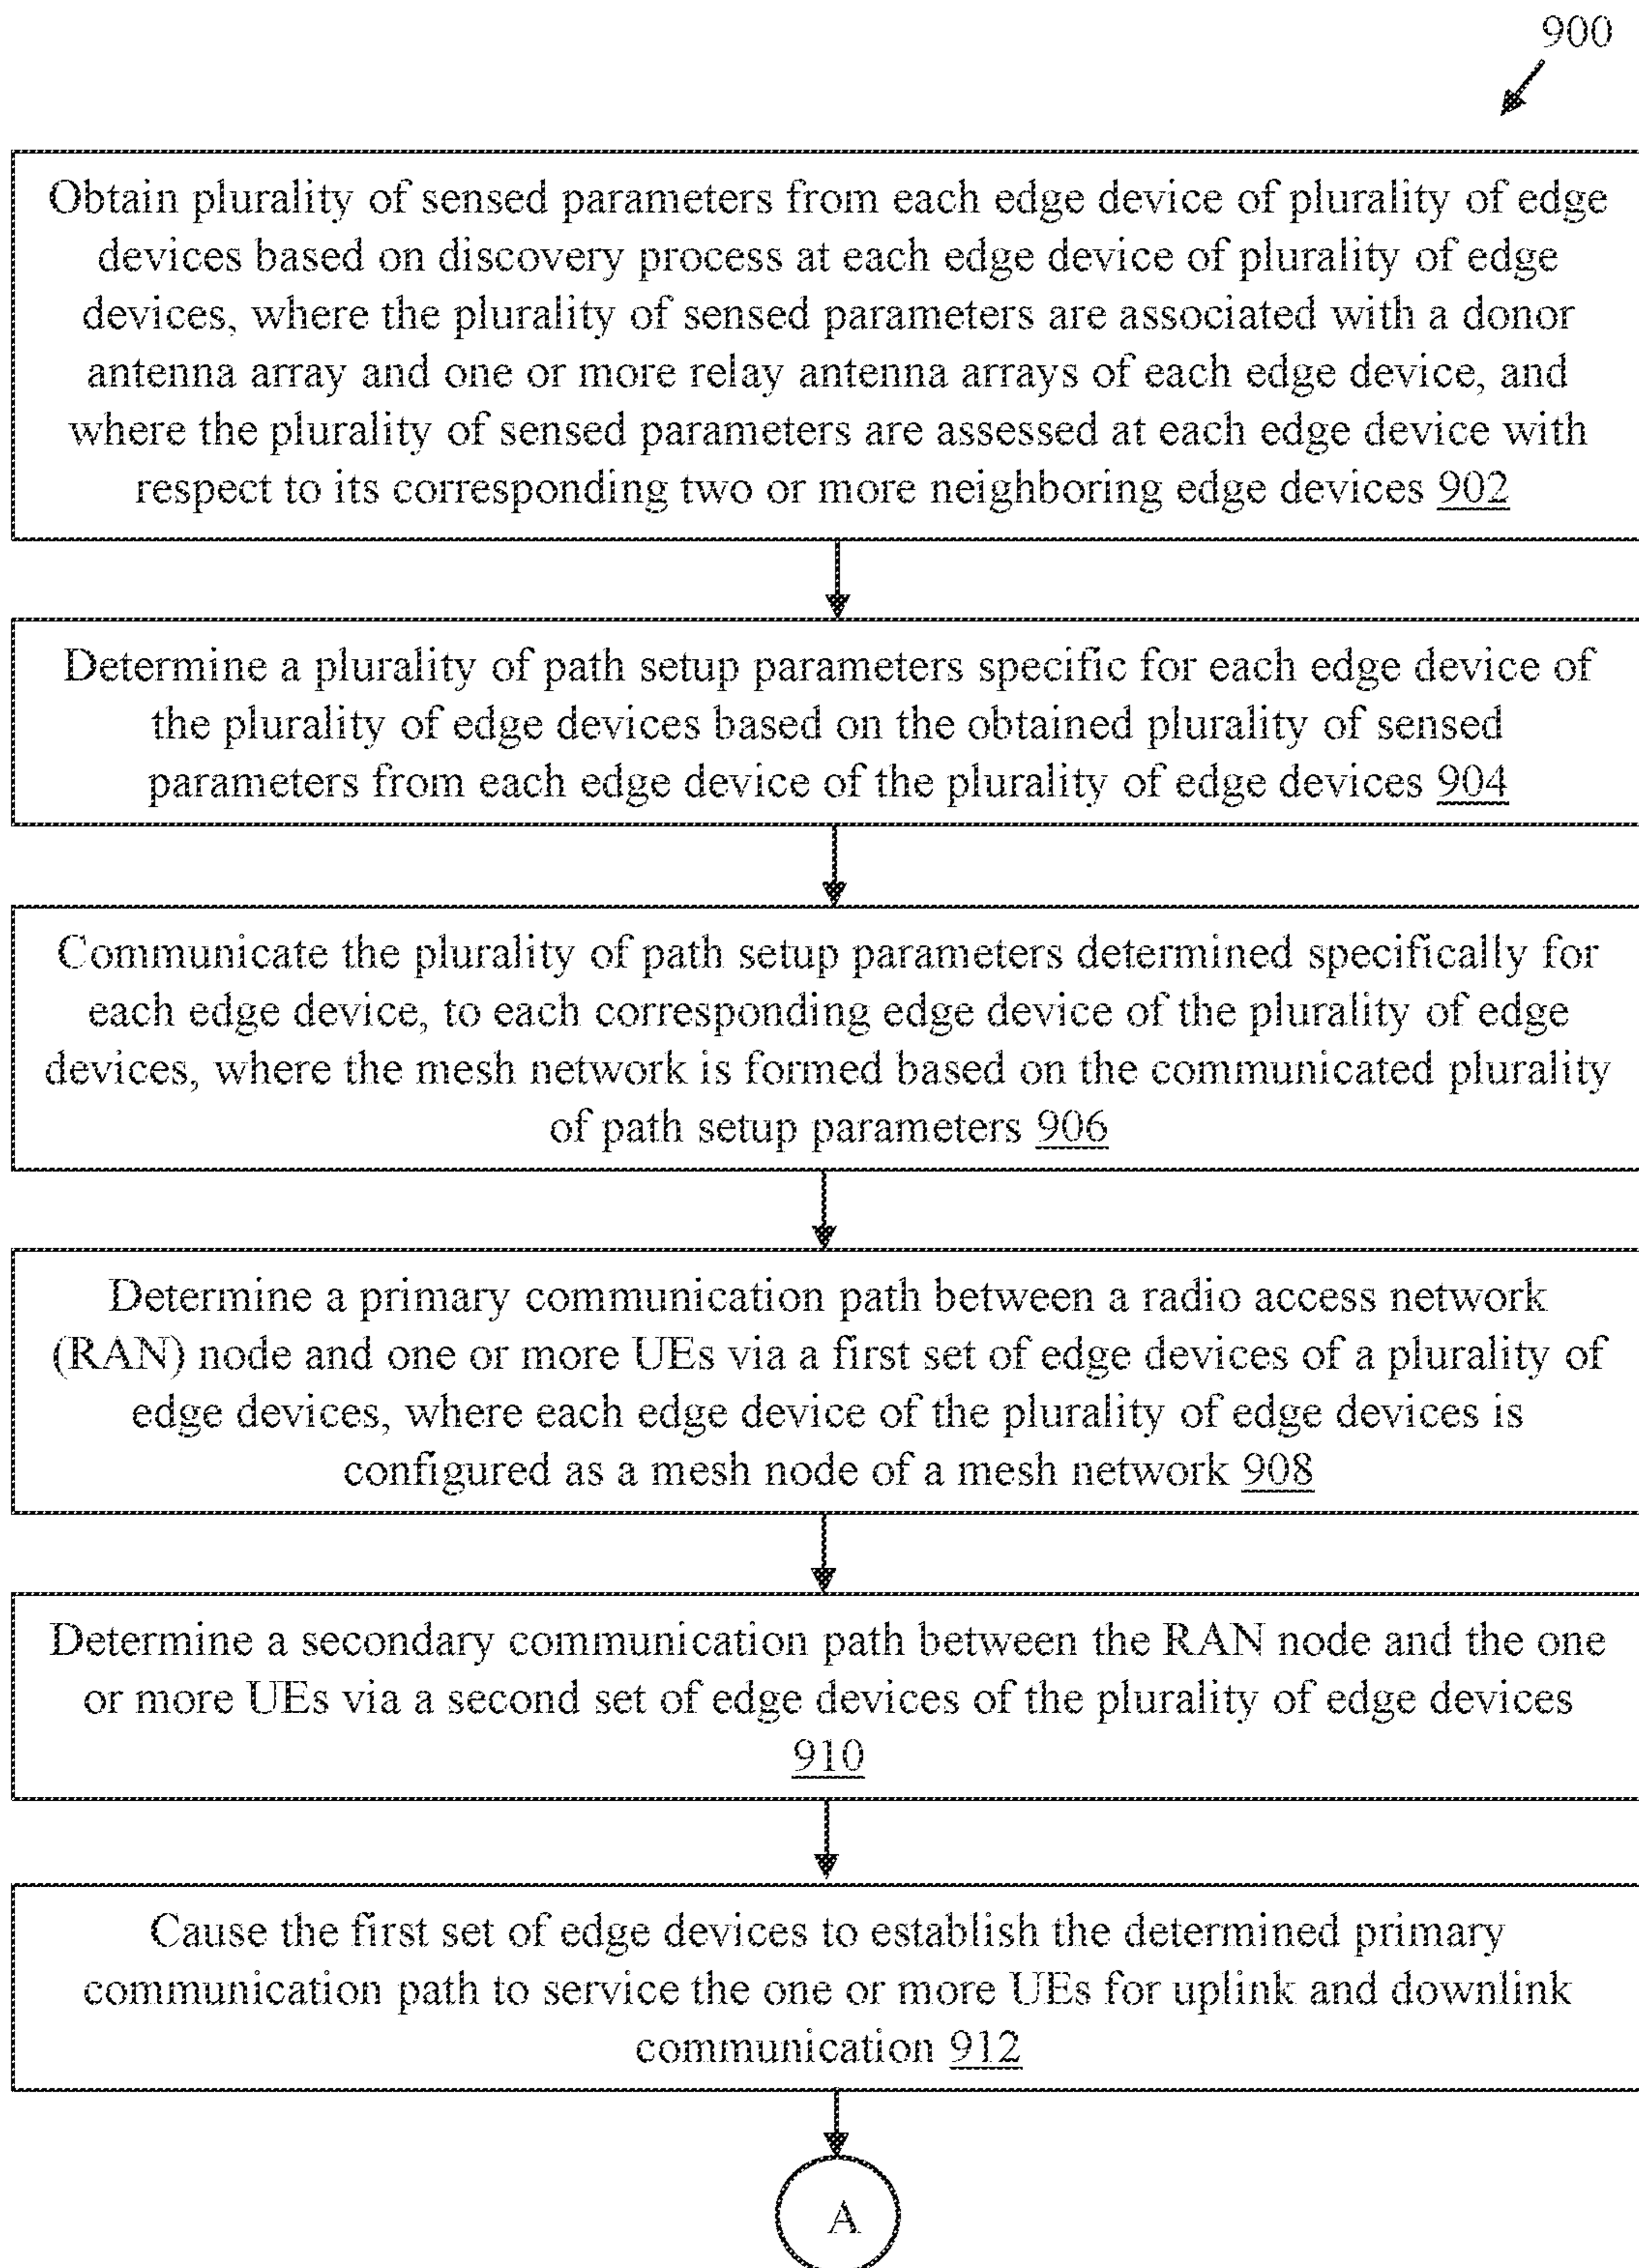 900
Obtain plurality of sensed parameters from each edge device of plurality of edge
devices based on discovery process at each edge device of plurality of edge
devices, where the plurality of sensed parameters are associated with a donor
antenna array and one or more relay antenna arrays of each edge device, and
where the plurality of sensed parameters are assessed at each edge device with
respect to its corresponding two or more neighboring edge devices 902
Determine a plurality of path setup parameters specific for each edge device of
the plurality of edge devices based on the obtained plurality of sensed
parameters from each edge device of the plurality of edge devices 904
Communicate the plurality of path setup parameters determined specifically for
each edge device, to each corresponding edge device of the plurality of edge
devices, where the mesh network is formed based on the communicated plurality
of path setup parameters 906
Determine a primary communication path between a radio access network
(RAN) node and one or more UEs via a first set of edge devices of a plurality of
edge devices, where each edge device of the plurality of edge devices is
configured as a mesh node of a mesh network 908
Determine a secondary communication path between the RAN node and the one
or more UEs via a second set of edge devices of the plurality of edge devices
910
Cause the first set of edge devices to establish the determined primary
communication path to service the one or more UEs for uplink and downlink
communication 912
A